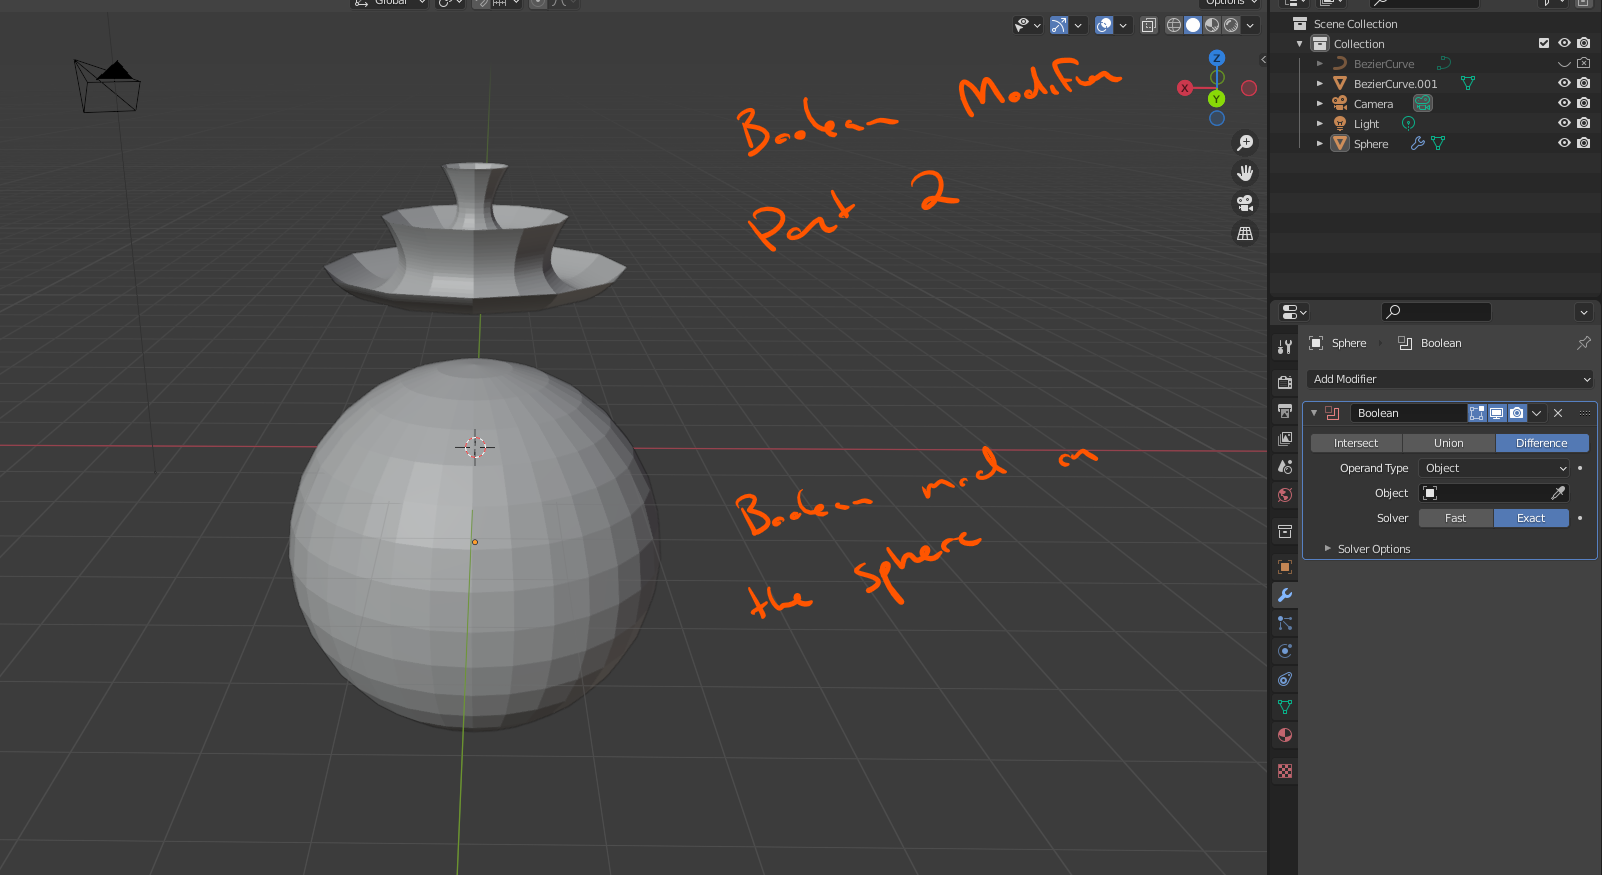 Global
Options
Scene Collection
Collection
BezierCurve
BezierCurve.001
Camera
Light
Sphere
Z
X
Y
Boolean Modifier
Part 2
Boolean mod on
the sphere
Sphere Boolean
Add Modifier
Boolean
Intersect Union Difference
Operand Type Object
Object
Solver Fast Exact
Solver Options